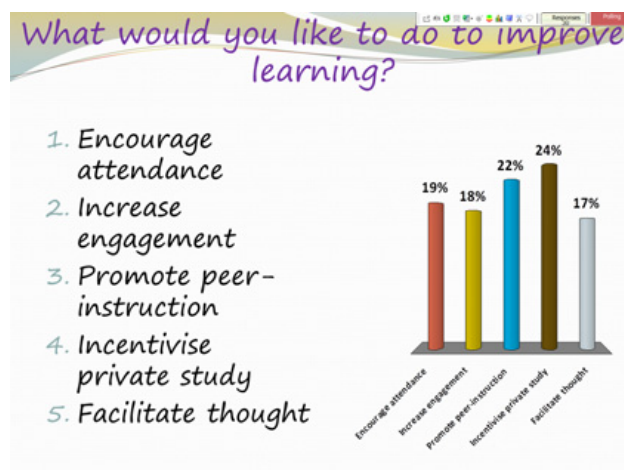 Responses
20
Polling
What would you like to do to improve
learning?
1. Encourage
attendance
2. Increase
engagement
3. Promote peer-
instruction
4. Incentivise
private study
5. Facilitate thought
19%
18%
22%
24%
17%
Encourage attendance
Increase engagement
Promote peer-instruction
Incentivise private study
Facilitate thought